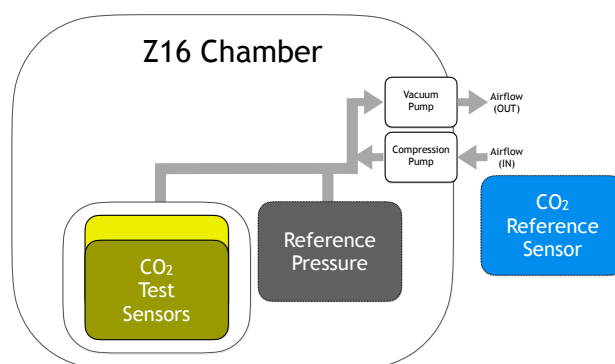 Z16 Chamber
Vacuum
Pump
Airflow
(OUT)
Compression
Pump
Airflow
(IN)
CO₂
Test
Sensors
Reference
Pressure
CO₂
Reference
Sensor